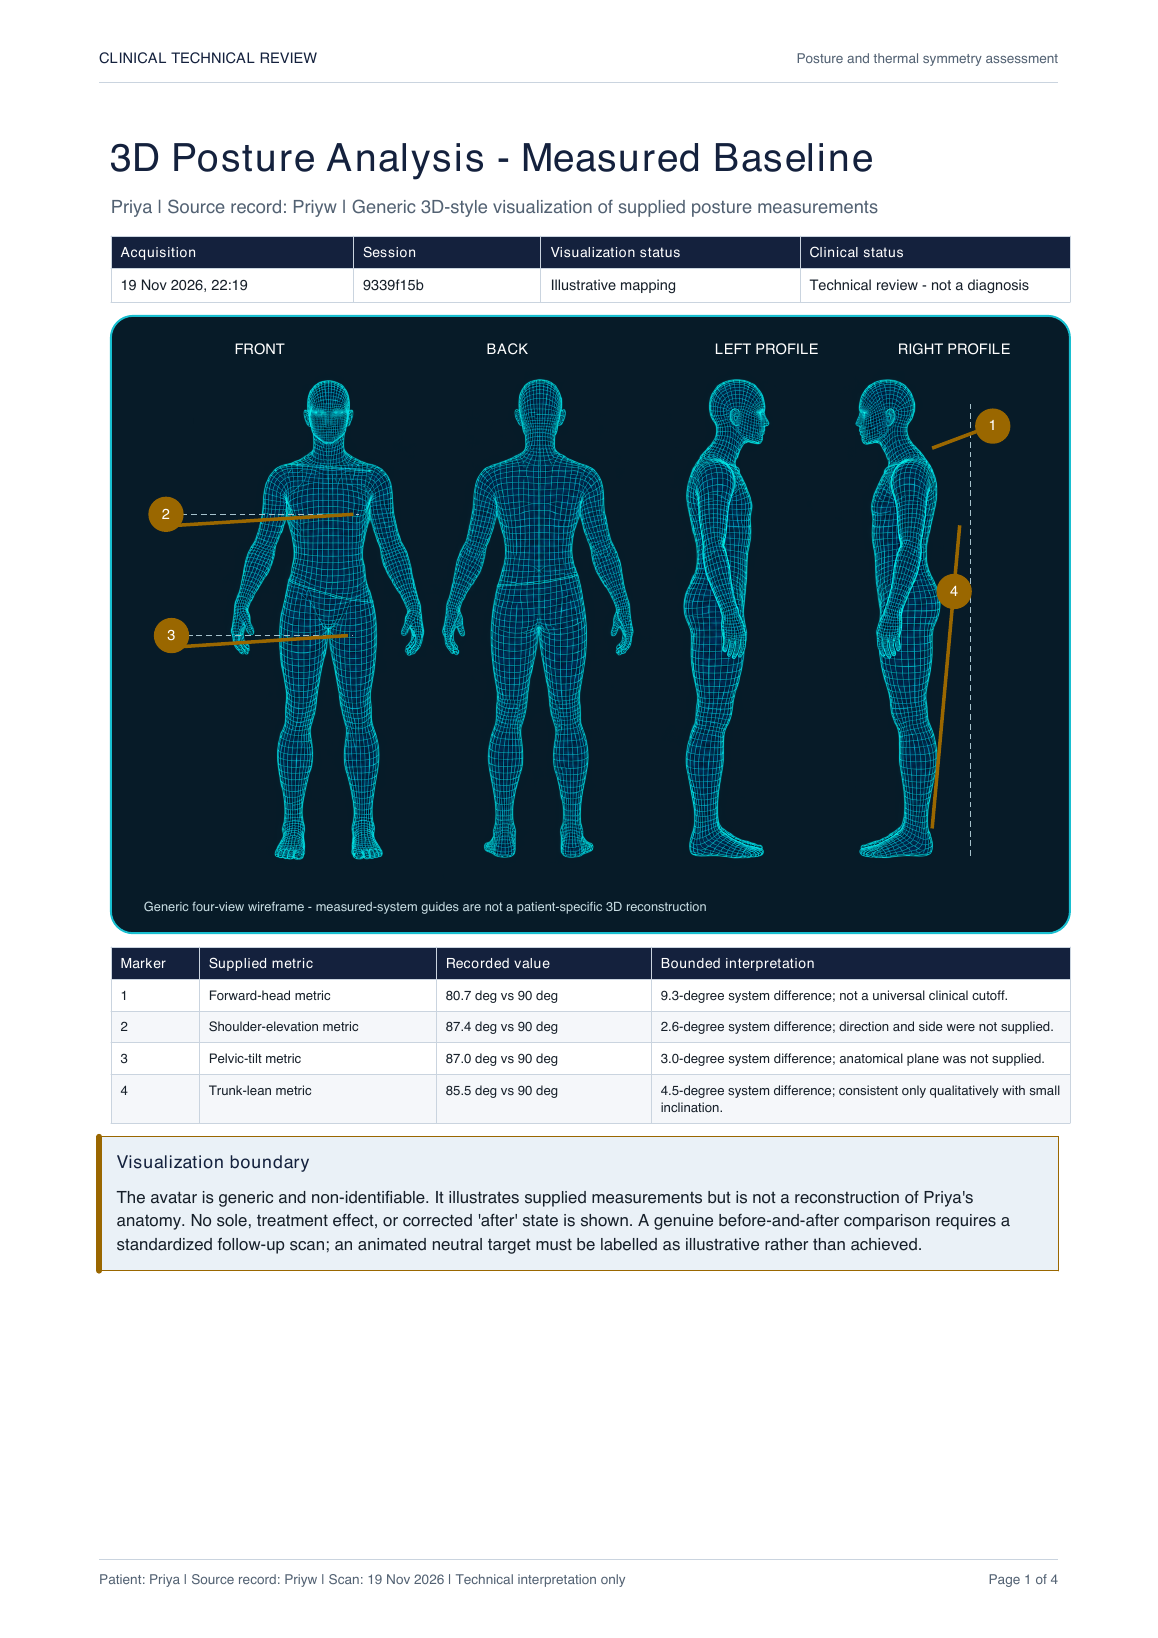 CLINICAL TECHNICAL REVIEW
Posture and thermal symmetry assessment
3D Posture Analysis - Measured Baseline
Priya | Source record: Priyw | Generic 3D-style visualization of supplied posture measurements
Acquisition Session Visualization status Clinical status
19 Nov 2026, 22:19 9339f15b Illustrative mapping Technical review - not a diagnosis
FRONT BACK LEFT PROFILE RIGHT PROFILE
1
2
4
3
Generic four-view wireframe - measured-system guides are not a patient-specific 3D reconstruction
Marker Supplied metric Recorded value Bounded interpretation
1 Forward-head metric 80.7 deg vs 90 deg 9.3-degree system difference; not a universal clinical cutoff.
2 Shoulder-elevation metric 87.4 deg vs 90 deg 2.6-degree system difference; direction and side were not supplied.
3 Pelvic-tilt metric 87.0 deg vs 90 deg 3.0-degree system difference; anatomical plane was not supplied.
4 Trunk-lean metric 85.5 deg vs 90 deg 4.5-degree system difference; consistent only qualitatively with small
inclination.
Visualization boundary
The avatar is generic and non-identifiable. It illustrates supplied measurements but is not a reconstruction of Priya's
anatomy. No sole, treatment effect, or corrected 'after' state is shown. A genuine before-and-after comparison requires a
standardized follow-up scan; an animated neutral target must be labelled as illustrative rather than achieved.
Patient: Priya | Source record: Priyw | Scan: 19 Nov 2026 | Technical interpretation only
Page 1 of 4